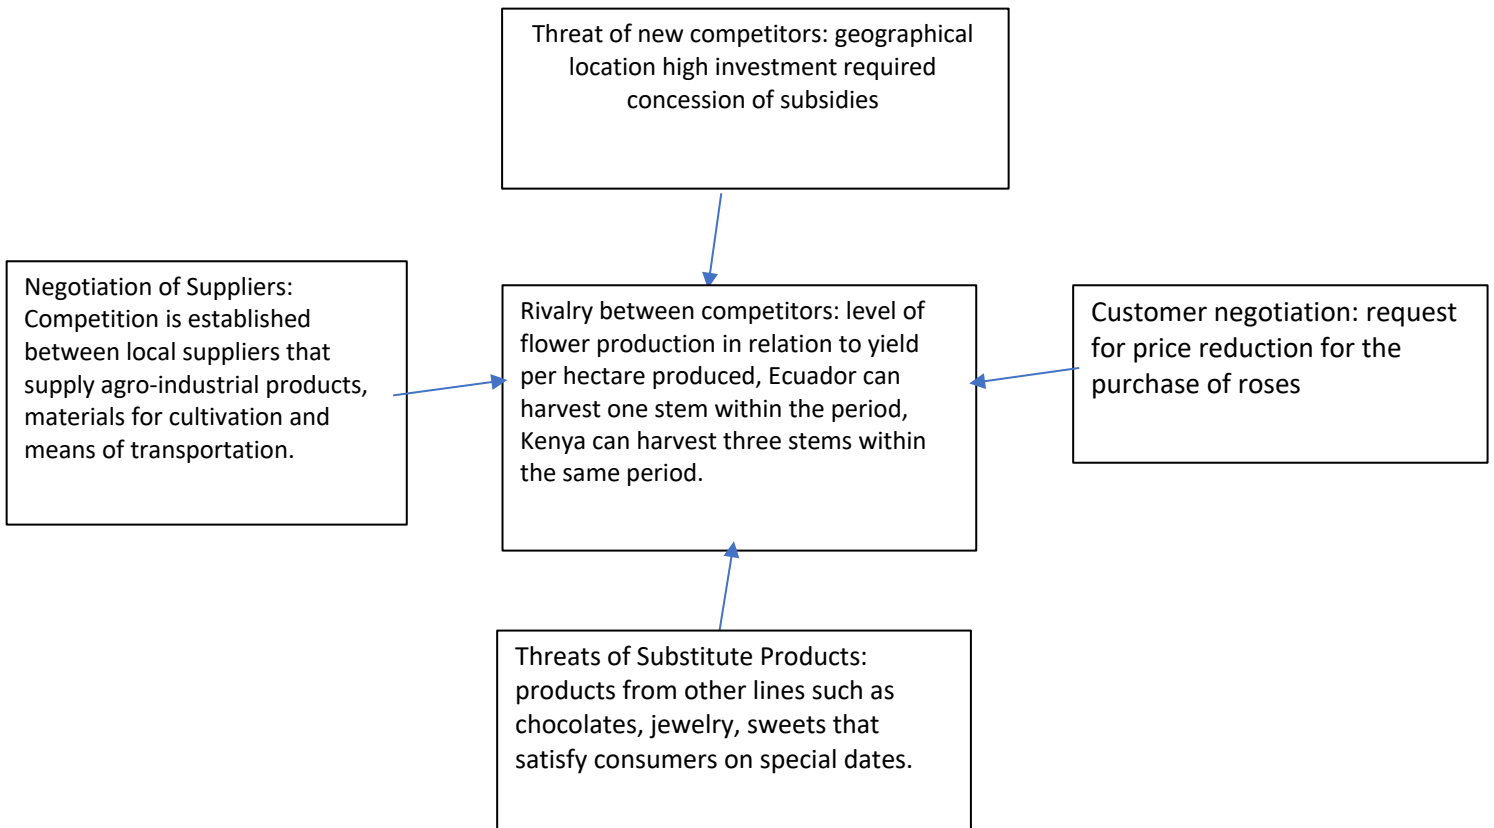 Threat of new competitors: geographical
location high investment required
concession of subsidies
Negotiation of Suppliers:
Competition is established
between local suppliers that
supply agro-industrial products,
materials for cultivation and
means of transportation.
Rivalry between competitors: level of
flower production in relation to yield
per hectare produced, Ecuador can
harvest one stem within the period,
Kenya can harvest three stems within
the same period.
Customer negotiation: request
for price reduction for the
purchase of roses
Threats of Substitute Products:
products from other lines such as
chocolates, jewelry, sweets that
satisfy consumers on special dates.